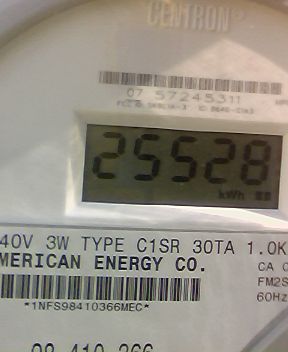 CENTRON®
07 57245311
25528
kWh
40V 3W TYPE C1SR 30TA 1.0K
MERICAN ENERGY CO.
CA 0
FM2S
60Hz
*1NFS98410366MEC*
98 410 366